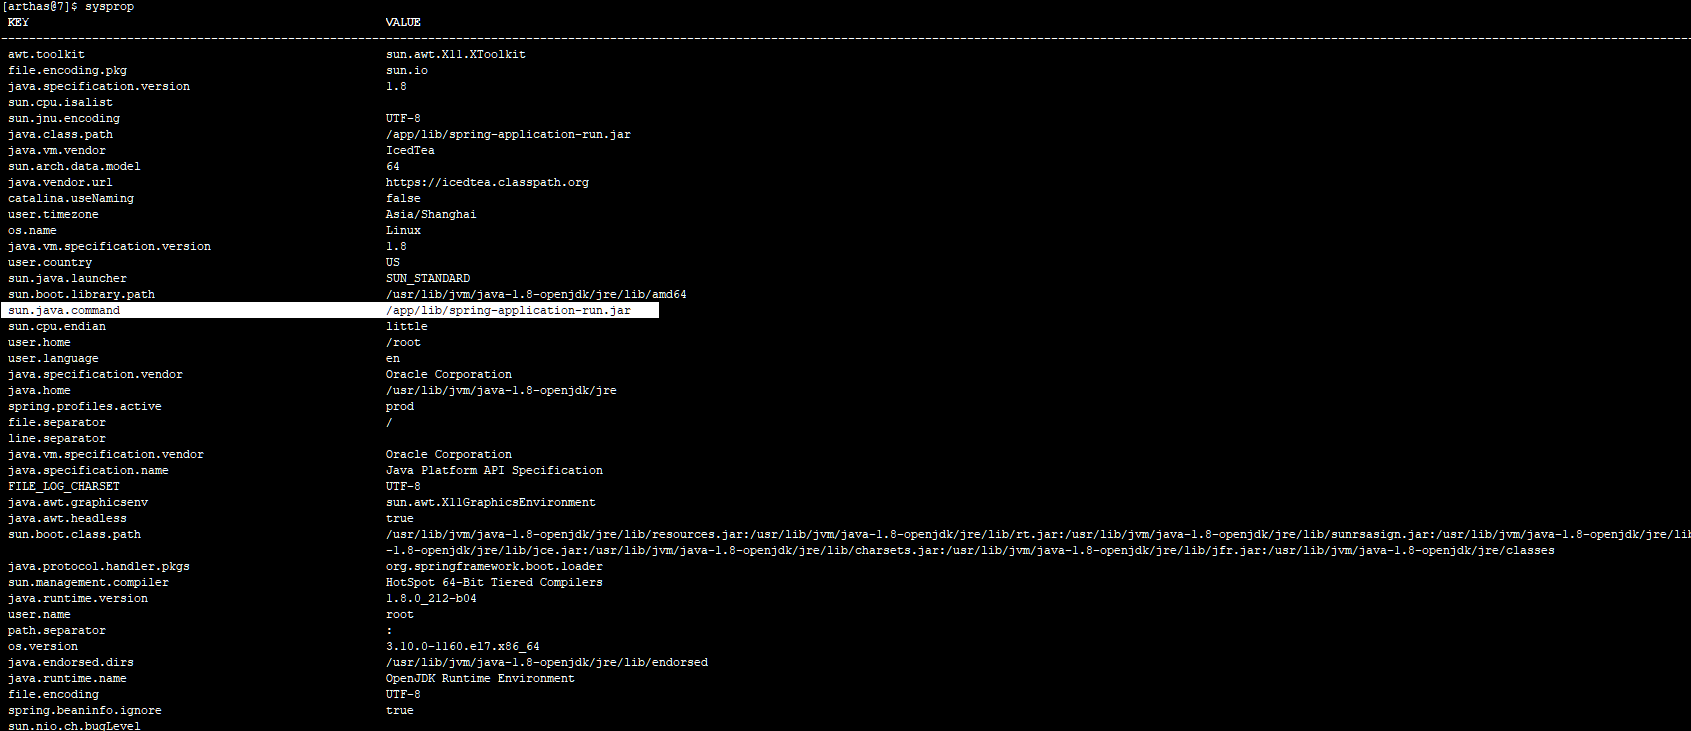 [arthas@7]$ sysprop
KEY VALUE
awt.toolkit sun.awt.X11.XToolkit
file.encoding.pkg sun.io
java.specification.version 1.8
sun.cpu.isalist
sun.jnu.encoding UTF-8
java.class.path /app/lib/spring-application-run.jar
java.vm.vendor IcedTea
sun.arch.data.model 64
java.vendor.url https://icedtea.classpath.org
catalina.useNaming false
user.timezone Asia/Shanghai
os.name Linux
java.vm.specification.version 1.8
user.country US
sun.java.launcher SUN_STANDARD
sun.boot.library.path /usr/lib/jvm/java-1.8-openjdk/jre/lib/amd64
sun.java.command /app/lib/spring-application-run.jar
sun.cpu.endian little
user.home /root
user.language en
java.specification.vendor Oracle Corporation
java.home /usr/lib/jvm/java-1.8-openjdk/jre
spring.profiles.active prod
file.separator /
line.separator
java.vm.specification.vendor Oracle Corporation
java.specification.name Java Platform API Specification
FILE_LOG_CHARSET UTF-8
java.awt.graphicsenv sun.awt.X11GraphicsEnvironment
java.awt.headless true
sun.boot.class.path /usr/lib/jvm/java-1.8-openjdk/jre/lib/resources.jar:/usr/lib/jvm/java-1.8-openjdk/jre/lib/rt.jar:/usr/lib/jvm/java-1.8-openjdk/jre/lib/sunrsasign.jar:/usr/lib/jvm/java-1.8-openjdk/jre/lib
-1.8-openjdk/jre/lib/jce.jar:/usr/lib/jvm/java-1.8-openjdk/jre/lib/charsets.jar:/usr/lib/jvm/java-1.8-openjdk/jre/lib/jfr.jar:/usr/lib/jvm/java-1.8-openjdk/jre/classes
java.protocol.handler.pkgs org.springframework.boot.loader
sun.management.compiler HotSpot 64-Bit Tiered Compilers
java.runtime.version 1.8.0_212-b04
user.name root
path.separator :
os.version 3.10.0-1160.el7.x86_64
java.endorsed.dirs /usr/lib/jvm/java-1.8-openjdk/jre/lib/endorsed
java.runtime.name OpenJDK Runtime Environment
file.encoding UTF-8
spring.beaninfo.ignore true
sun.nio.ch.bugLevel